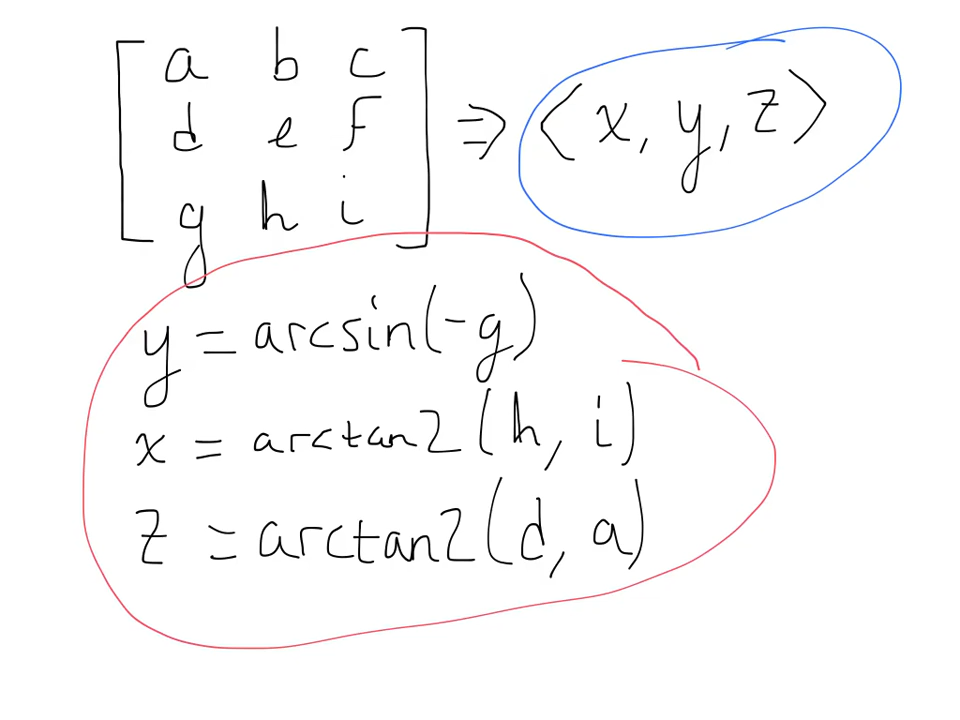 a b c
d e f ⇒ ⟨x, y, z⟩
g h i
y = arcsin(-g)
x = arctan2(h, i)
z = arctan2(d, a)